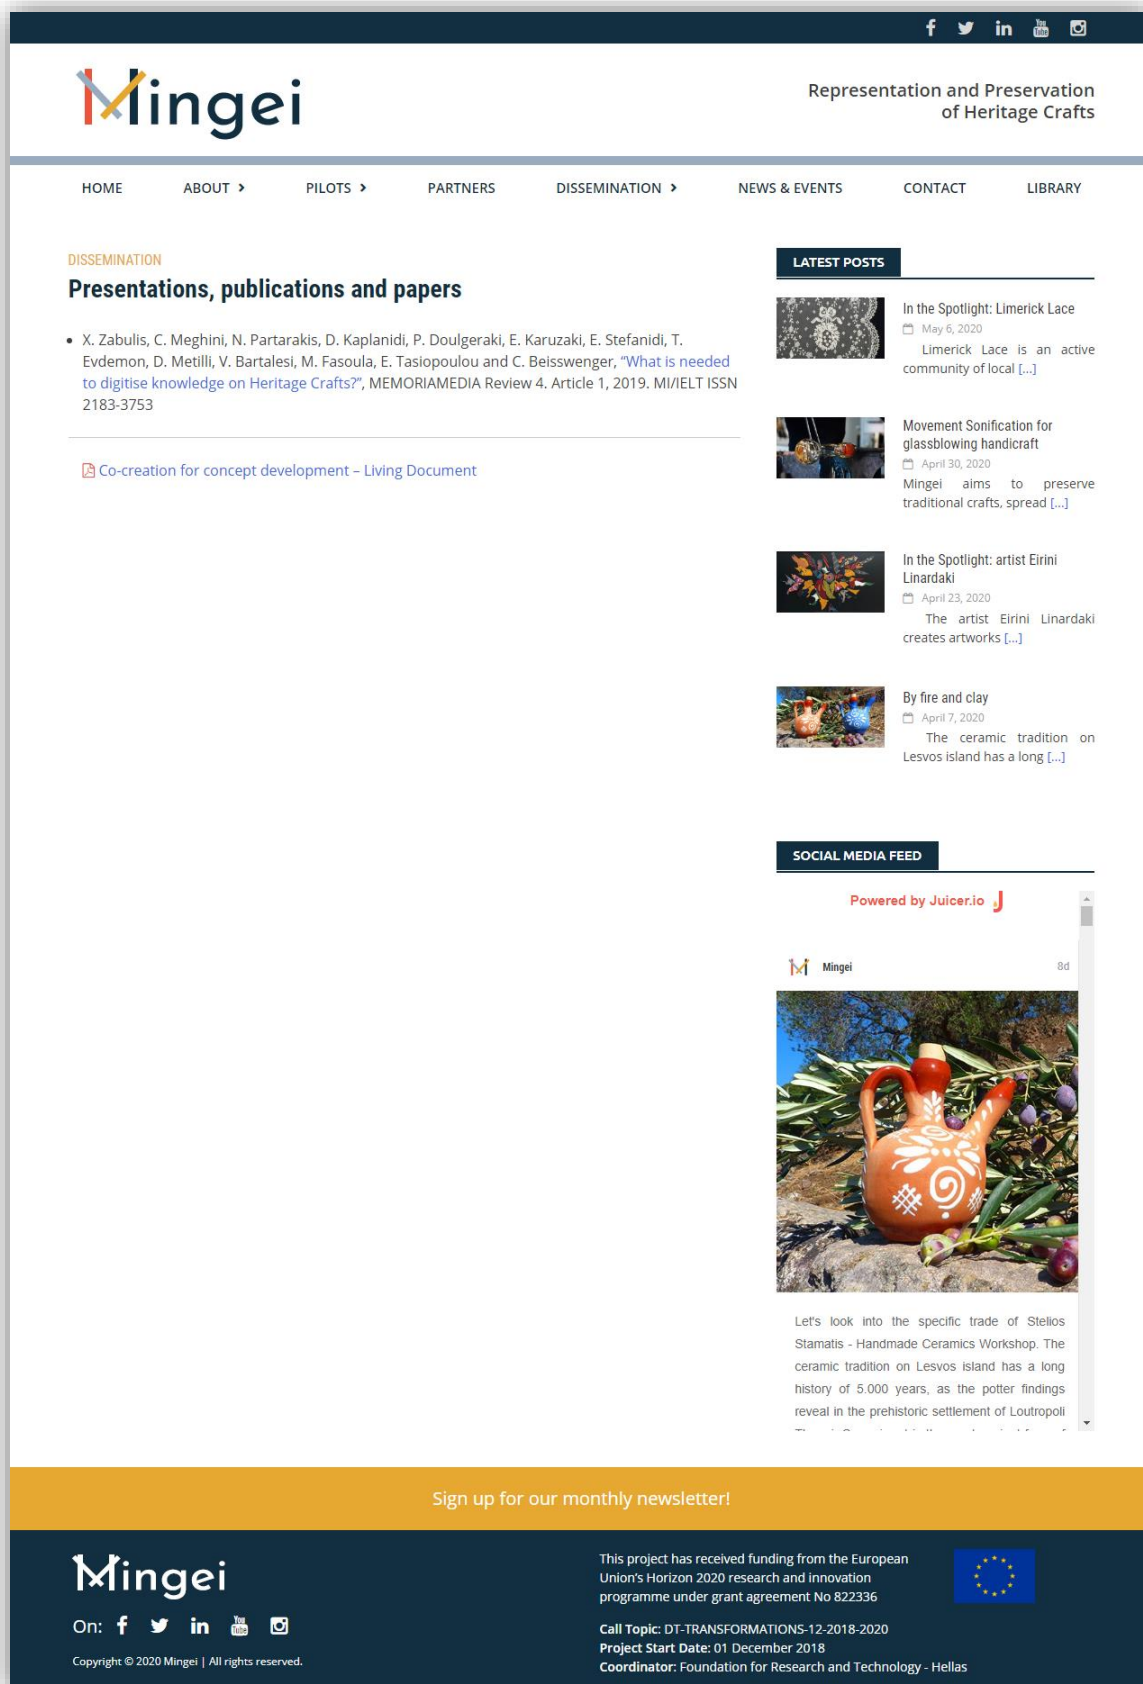 Mingei
Representation and Preservation
of Heritage Crafts
HOME ABOUT PILOTS PARTNERS DISSEMINATION NEWS & EVENTS CONTACT LIBRARY
DISSEMINATION
Presentations, publications and papers
• X. Zabulis, C. Meghini, N. Partarakis, D. Kaplanidi, P. Doulgeraki, E. Karuzaki, E. Stefanidi, T.
Evdemon, D. Metilli, V. Bartalesi, M. Fasoula, E. Tasiopoulou and C. Beisswenger, “What is needed
to digitise knowledge on Heritage Crafts?”, MEMORIAMEDIA Review 4. Article 1, 2019. MI/IELT ISSN
2183-3753
Co-creation for concept development – Living Document
LATEST POSTS
In the Spotlight: Limerick Lace
May 6, 2020
Limerick Lace is an active
community of local [...]
Movement Sonification for
glassblowing handicraft
April 30, 2020
Mingei aims to preserve
traditional crafts, spread [...]
In the Spotlight: artist Eirini
Linardaki
April 23, 2020
The artist Eirini Linardaki
creates artworks [...]
By fire and clay
April 7, 2020
The ceramic tradition on
Lesvos island has a long [...]
SOCIAL MEDIA FEED
Powered by Juicer.io
Mingei 8d
Let's look into the specific trade of Stelios
Stamatis - Handmade Ceramics Workshop. The
ceramic tradition on Lesvos island has a long
history of 5.000 years, as the potter findings
reveal in the prehistoric settlement of Loutropoli
Sign up for our monthly newsletter!
Mingei
On:
Copyright © 2020 Mingei | All rights reserved.
This project has received funding from the European
Union's Horizon 2020 research and innovation
programme under grant agreement No 822336
Call Topic: DT-TRANSFORMATIONS-12-2018-2020
Project Start Date: 01 December 2018
Coordinator: Foundation for Research and Technology - Hellas